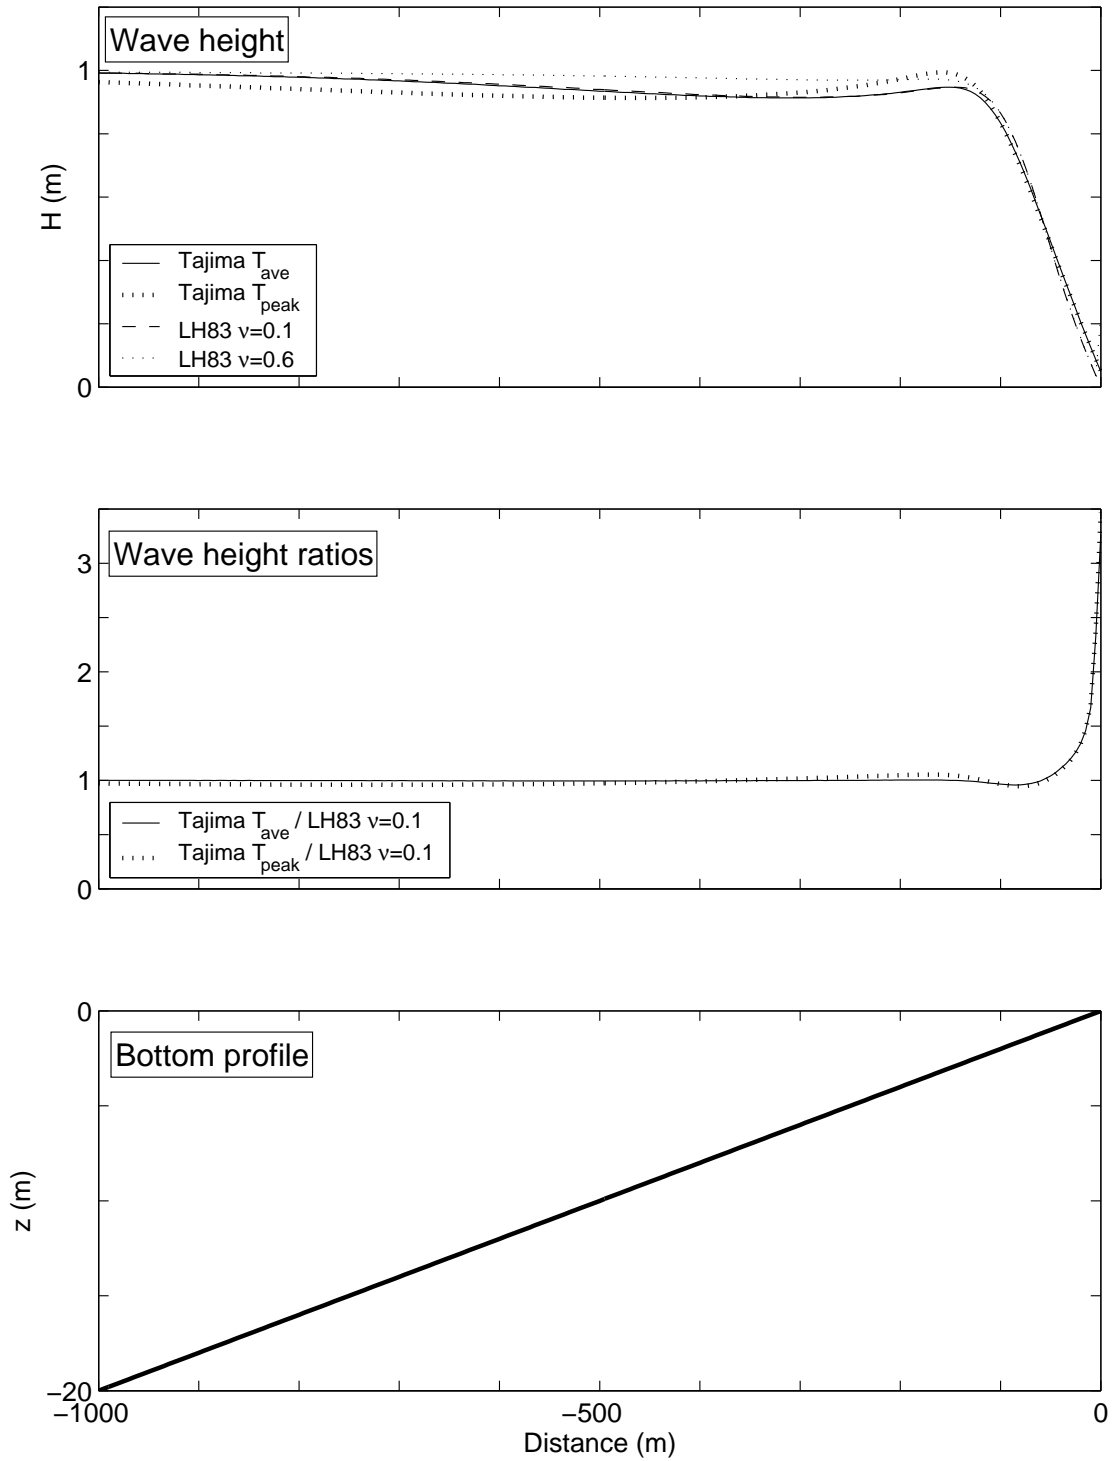 Wave height
1
H (m)
Tajima T_ave
Tajima T_peak
LH83 ν=0.1
LH83 ν=0.6
0
3
Wave height ratios
2
1
Tajima T_ave / LH83 ν=0.1
Tajima T_peak / LH83 ν=0.1
0
0
Bottom profile
z (m)
−20
−1000 −500 0
Distance (m)